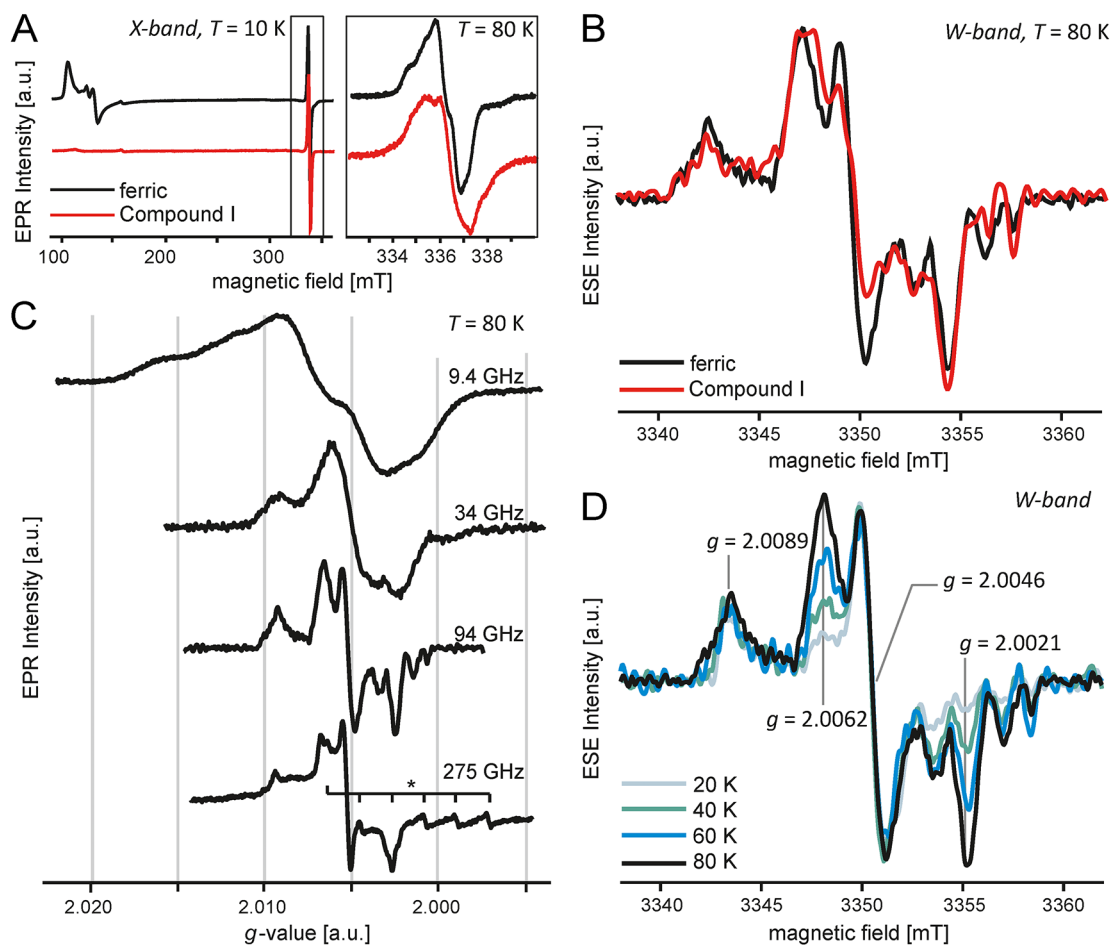 A
X-band, T = 10 K
T = 80 K
EPR Intensity [a.u.]
ferric
Compound I
100
200
300
334
336
338
magnetic field [mT]
B
W-band, T = 80 K
ESE Intensity [a.u.]
ferric
Compound I
3340
3345
3350
3355
3360
magnetic field [mT]
C
T = 80 K
9.4 GHz
34 GHz
94 GHz
275 GHz
*
EPR Intensity [a.u.]
2.020
2.010
2.000
g-value [a.u.]
D
W-band
g = 2.0089
g = 2.0046
g = 2.0021
g = 2.0062
ESE Intensity [a.u.]
20 K
40 K
60 K
80 K
3340
3345
3350
3355
3360
magnetic field [mT]